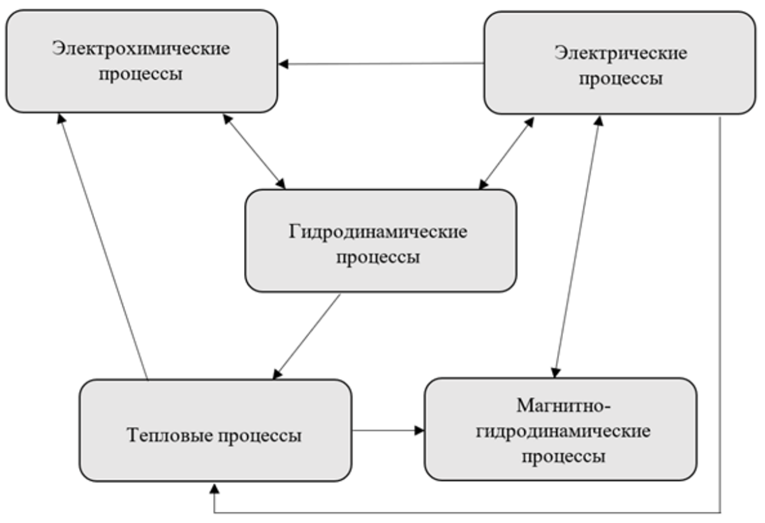 Электрохимические
процессы
Электрические
процессы
Гидродинамические
процессы
Тепловые процессы
Магнитно-
гидродинамические
процессы